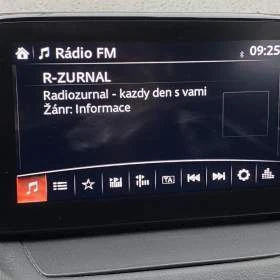 Rádio FM 09:25
R-ZURNAL
Radiozurnal - kazdy den s vami
Žánr: Informace
TA